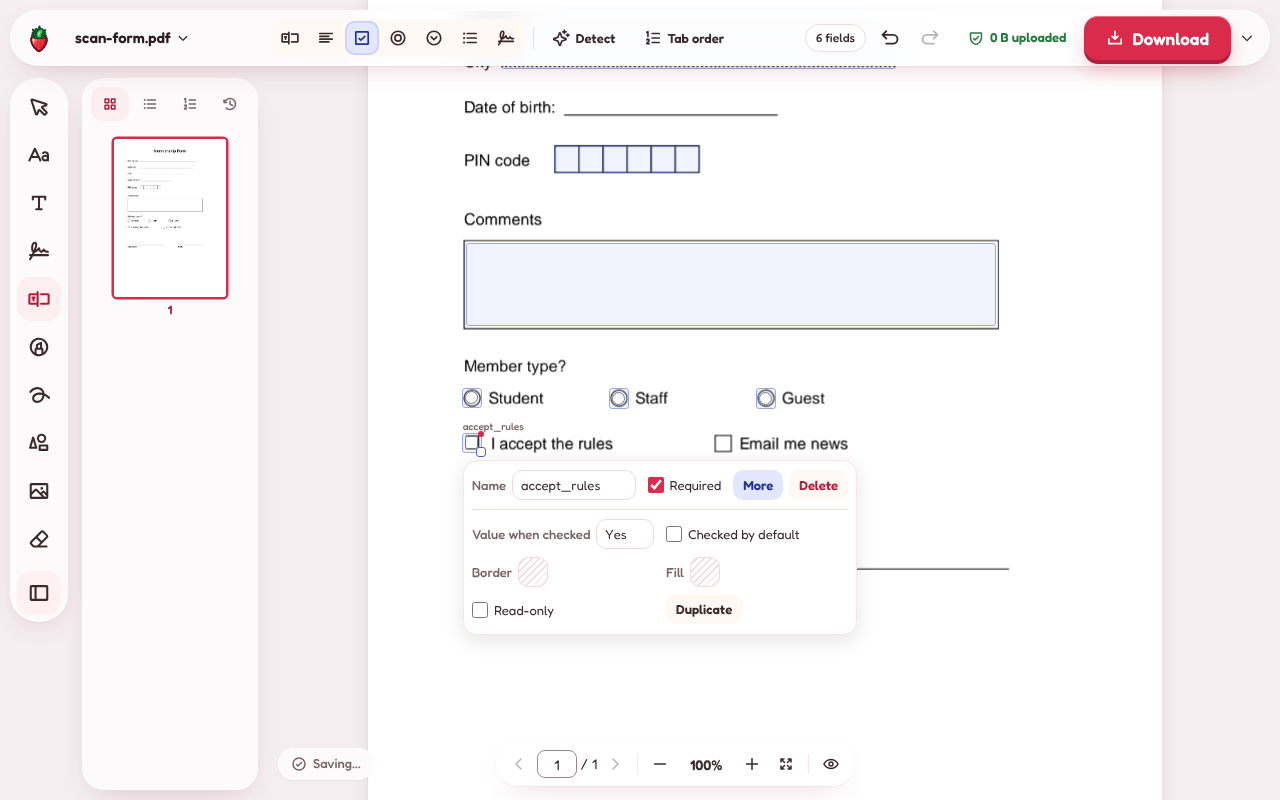 scan-form.pdf
Detect
Tab order
6 fields
0 B uploaded
Download
Aa
T
City
Date of birth:
PIN code
Comments
Member type?
Student
Staff
Guest
accept_rules
I accept the rules
Email me news
Name
accept_rules
Required
More
Delete
Value when checked
Yes
Checked by default
Border
Fill
Read-only
Duplicate
1
Saving...
1 / 1
100%